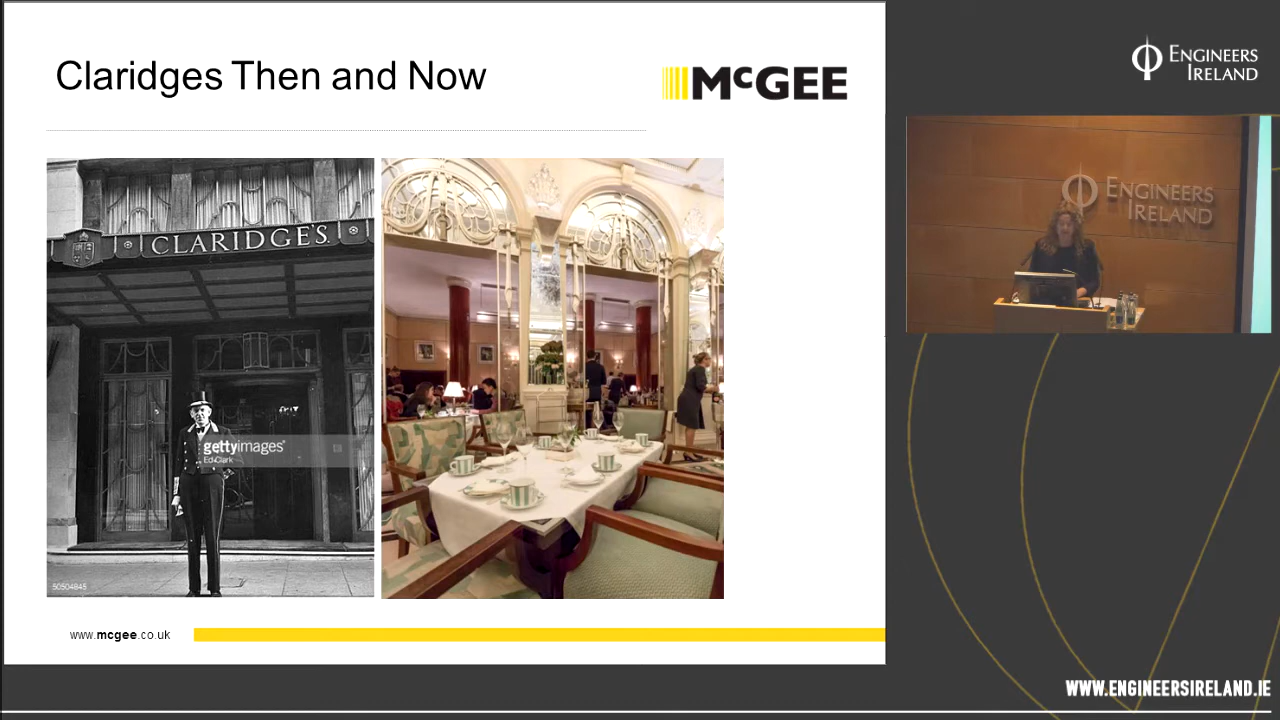 Claridges Then and Now
McGEE
CLARIDGE'S
gettyimages®
Ed Clark
50504845
www.mcgee.co.uk
ENGINEERS
IRELAND
ENGINEERS
IRELAND
WWW.ENGINEERSIRELAND.IE